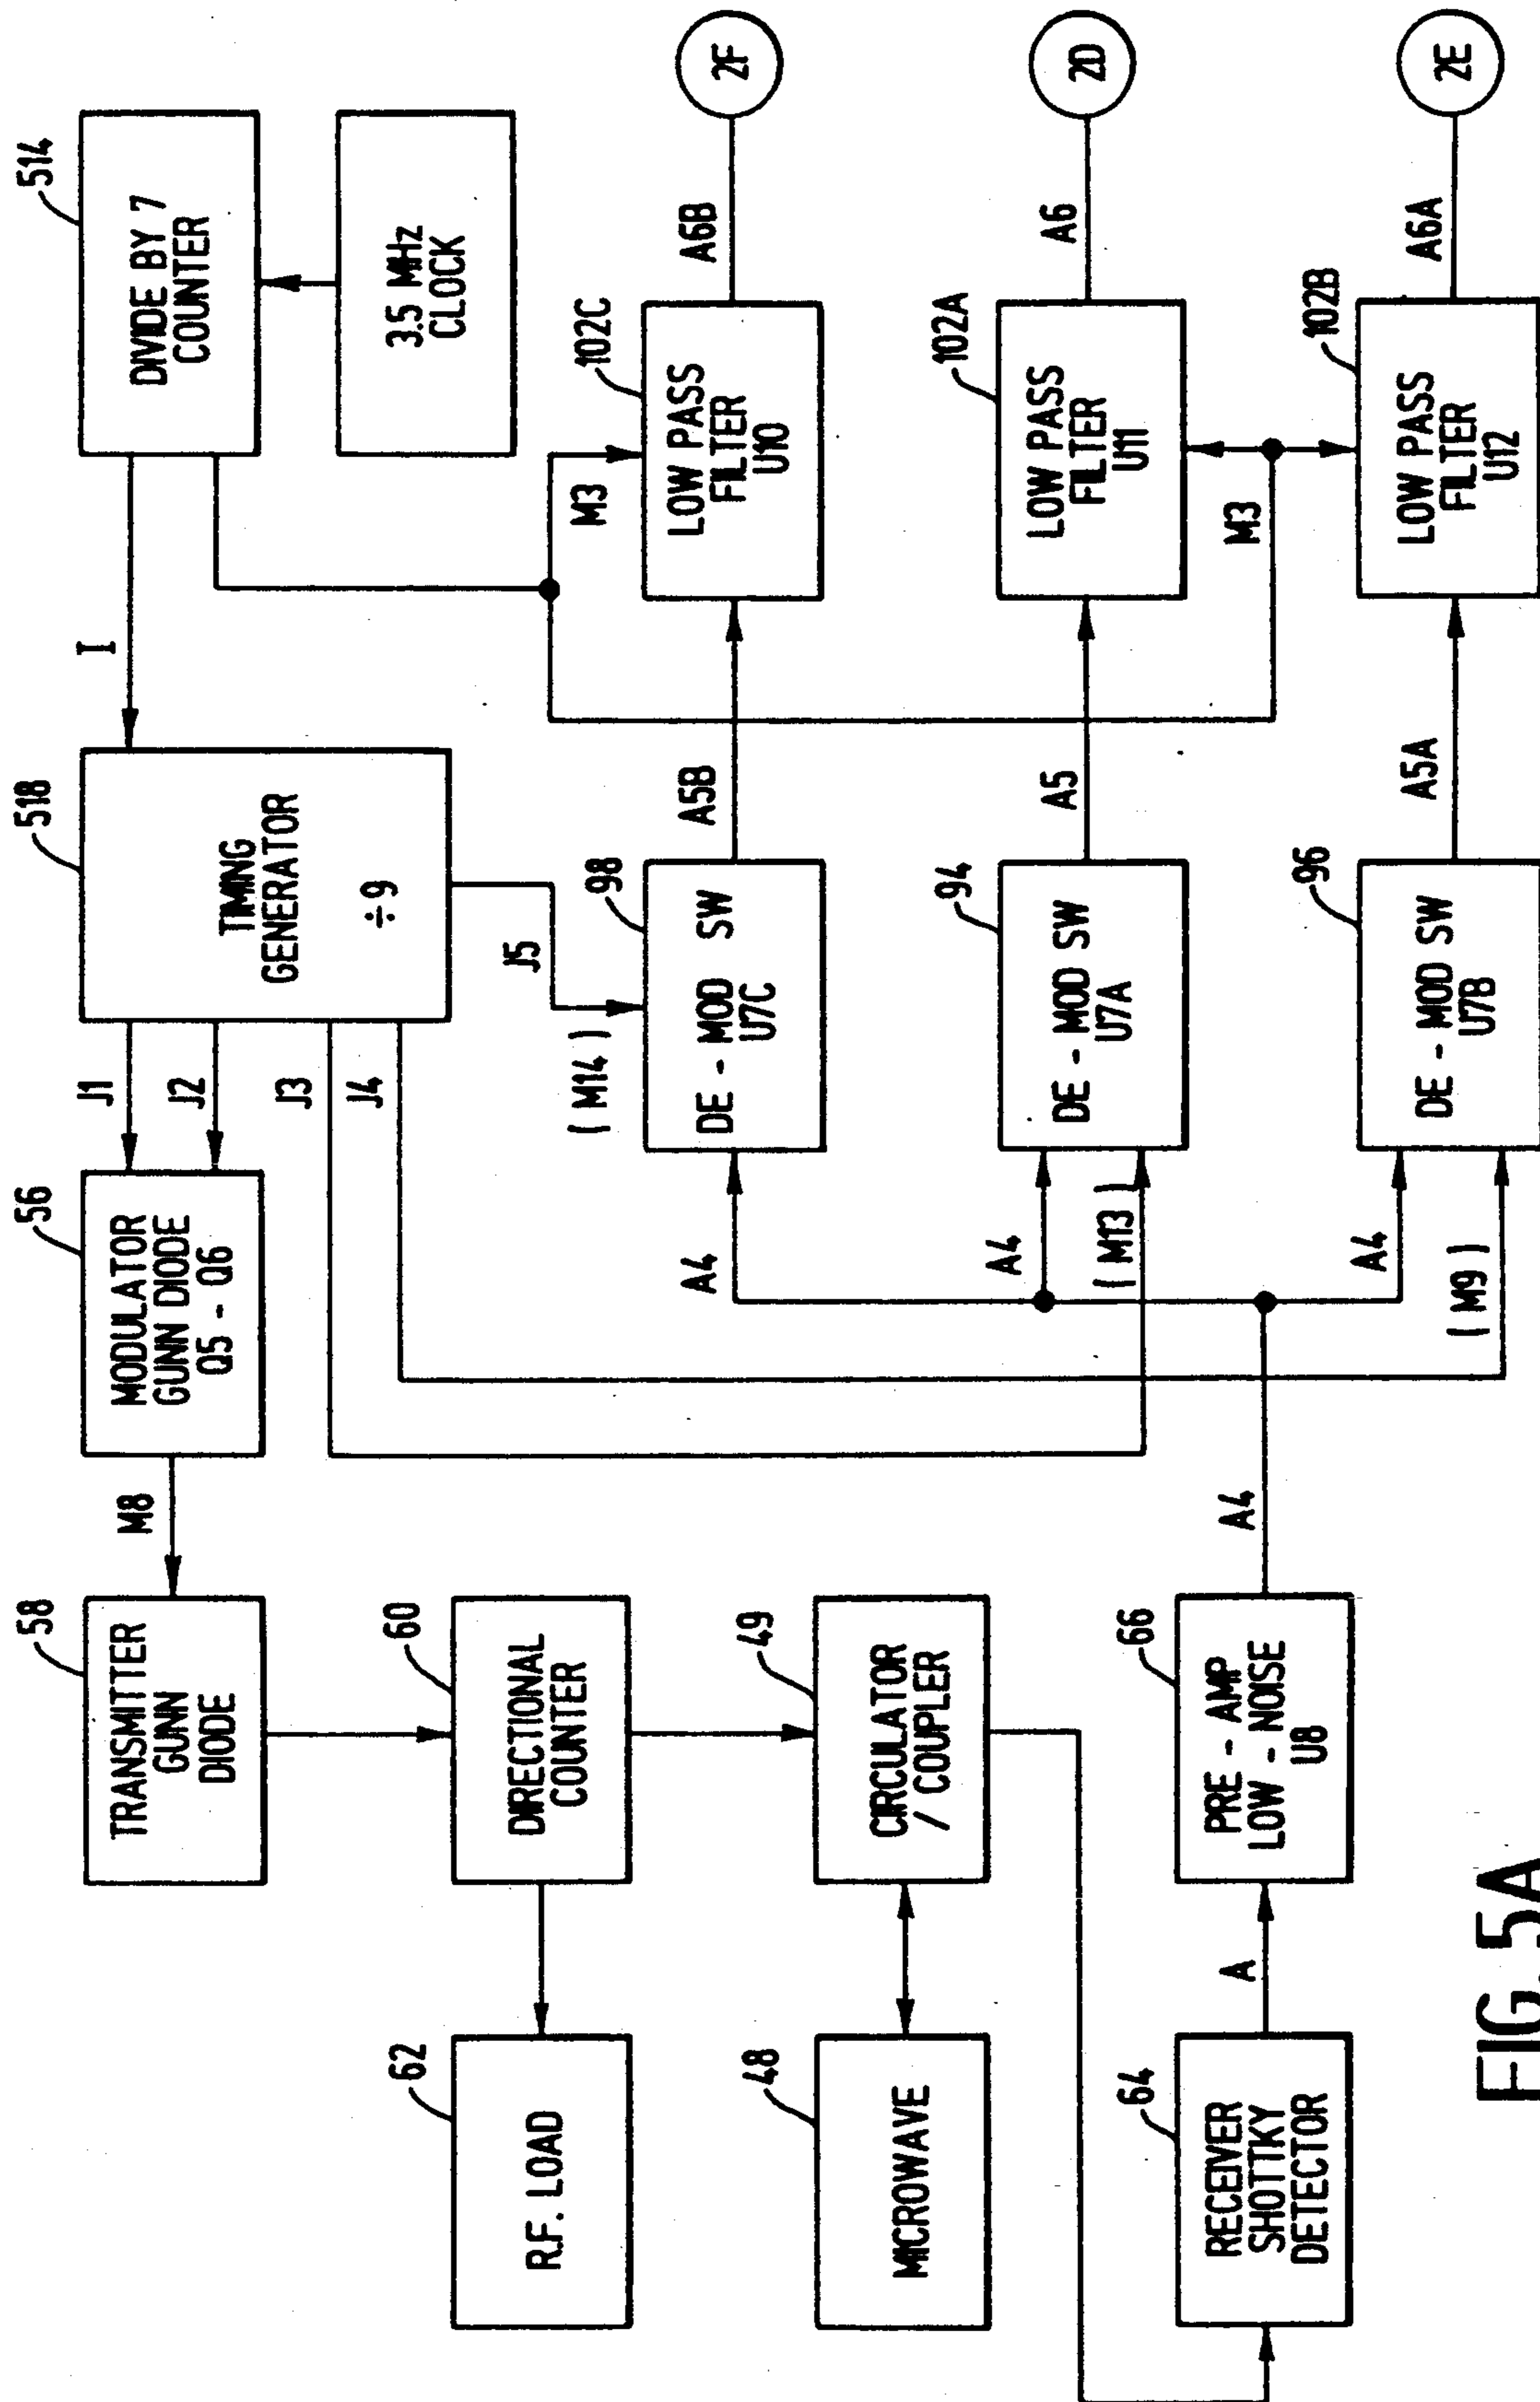 58
TRANSMITTER
GUNN
DIODE
M8
56
MODULATOR
GUNN DIODE
Q5 - Q6
J1
J2
J3
J4
518
TIMING
GENERATOR
÷9
J5
I
514
DIVIDE BY 7
COUNTER
3.5 MHz
CLOCK
62
R.F. LOAD
60
DIRECTIONAL
COUNTER
48
MICROWAVE
49
CIRCULATOR
/ COUPLER
64
RECEIVER
SHOTTKY
DETECTOR
A
66
PRE - AMP
LOW - NOISE
U8
A4
A4
(M14)
98
DE - MOD SW
U7C
A5B
M3
102C
LOW PASS
FILTER
U10
A6B
2F
A4
(M13)
94
DE - MOD SW
U7A
A5
102A
LOW PASS
FILTER
U11
A6
2D
M3
A4
(M9)
96
DE - MOD SW
U7B
A5A
102B
LOW PASS
FILTER
U12
A6A
2E
FIG. 5A